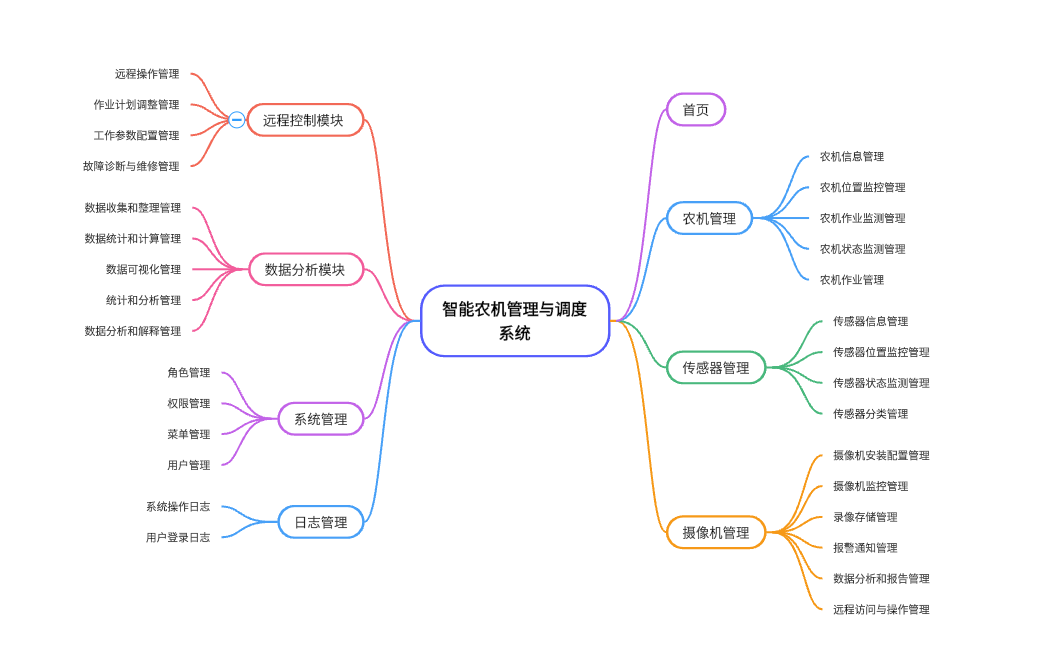 智能农机管理与调度
系统
首页
农机管理
农机信息管理
农机位置监控管理
农机作业监测管理
农机状态监测管理
农机作业管理
传感器管理
传感器信息管理
传感器位置监控管理
传感器状态监测管理
传感器分类管理
摄像机管理
摄像机安装配置管理
摄像机监控管理
录像存储管理
报警通知管理
数据分析和报告管理
远程访问与操作管理
远程控制模块
远程操作管理
作业计划调整管理
工作参数配置管理
故障诊断与维修管理
数据分析模块
数据收集和整理管理
数据统计和计算管理
数据可视化管理
统计和分析管理
数据分析和解释管理
系统管理
角色管理
权限管理
菜单管理
用户管理
日志管理
系统操作日志
用户登录日志